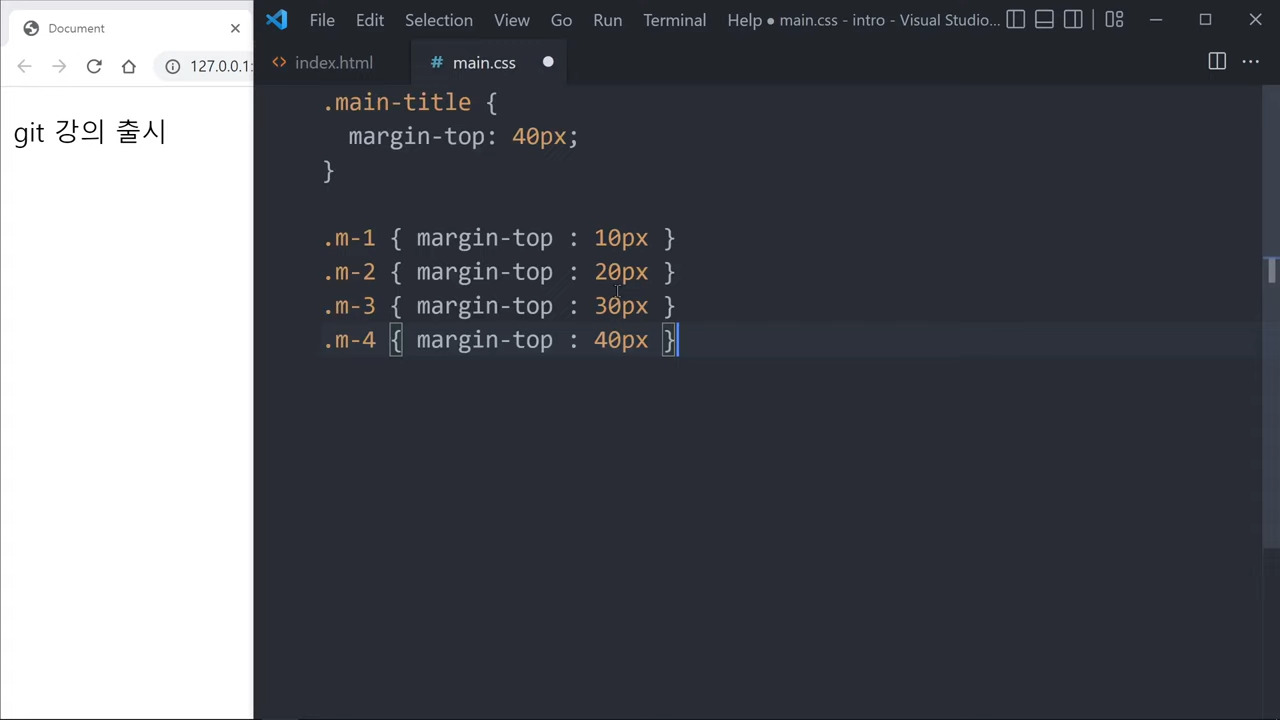 Document
127.0.0.1:
git 강의 출시
File Edit Selection View Go Run Terminal Help ● main.css - intro - Visual Studio...
index.html
# main.css ●
.main-title {
  margin-top: 40px;
}
.m-1 { margin-top : 10px }
.m-2 { margin-top : 20px }
.m-3 { margin-top : 30px }
.m-4 { margin-top : 40px }